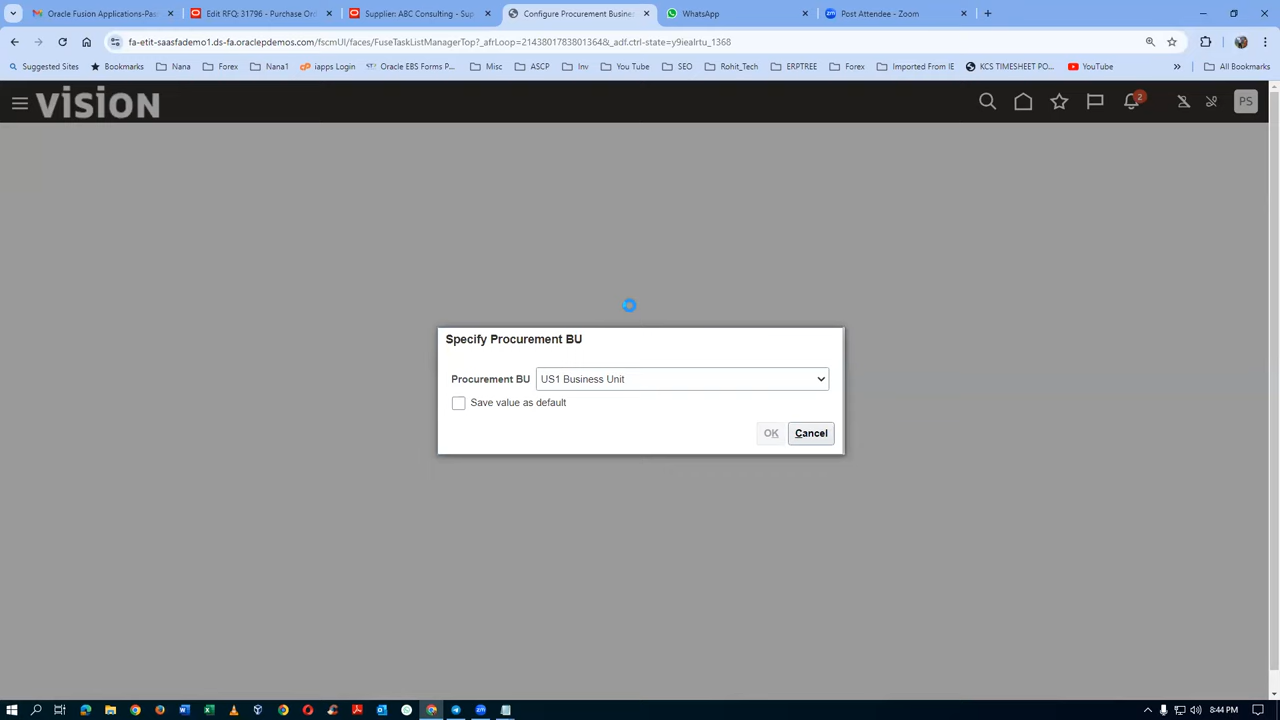 Oracle Fusion Applications-Pas
Edit RFQ: 31796 - Purchase Or
Supplier: ABC Consulting - Sup
Configure Procurement Busine
WhatsApp
Post Attendee - Zoom
fa-etit-saasfademo1.ds-fa.oraclepdemos.com/fscmUI/faces/FuseTaskListManagerTop?_afrLoop=21438017838013648&_adf.ctrl-state=y9iealrtu_1368
Suggested Sites
Bookmarks
Nana
Forex
Nana1
iapps Login
Oracle EBS Forms P...
Misc
ASCP
Inv
You Tube
SEO
Rohit_Tech
ERPTREE
Forex
Imported From IE
KCS TIMESHEET PO...
YouTube
»
All Bookmarks
VISION
2
PS
Specify Procurement BU
Procurement BU US1 Business Unit
Save value as default
OK Cancel
8:44 PM